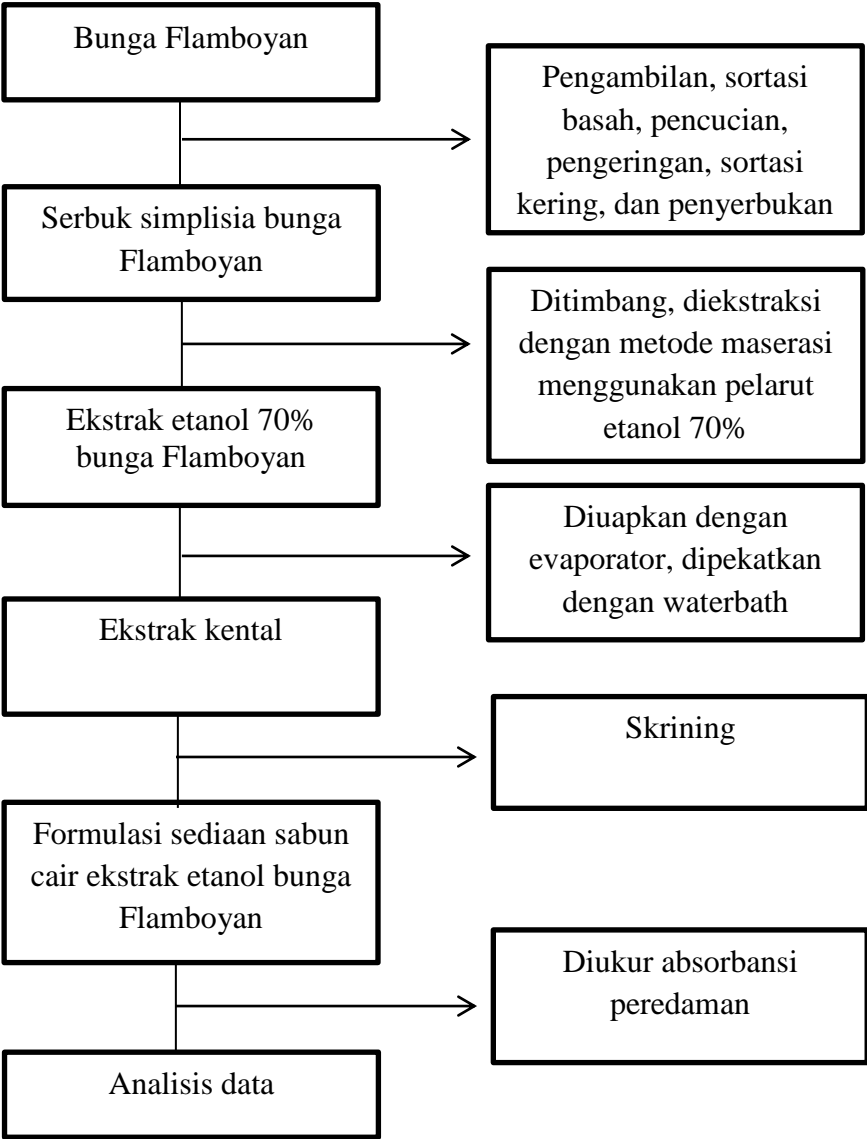 Bunga Flamboyan
Pengambilan, sortasi
basah, pencucian,
pengeringan, sortasi
kering, dan penyerbukan
Serbuk simplisia bunga
Flamboyan
Ditimbang, diekstraksi
dengan metode maserasi
menggunakan pelarut
etanol 70%
Ekstrak etanol 70%
bunga Flamboyan
Diuapkan dengan
evaporator, dipekatkan
dengan waterbath
Ekstrak kental
Skrining
Formulasi sediaan sabun
cair ekstrak etanol bunga
Flamboyan
Diukur absorbansi
peredaman
Analisis data